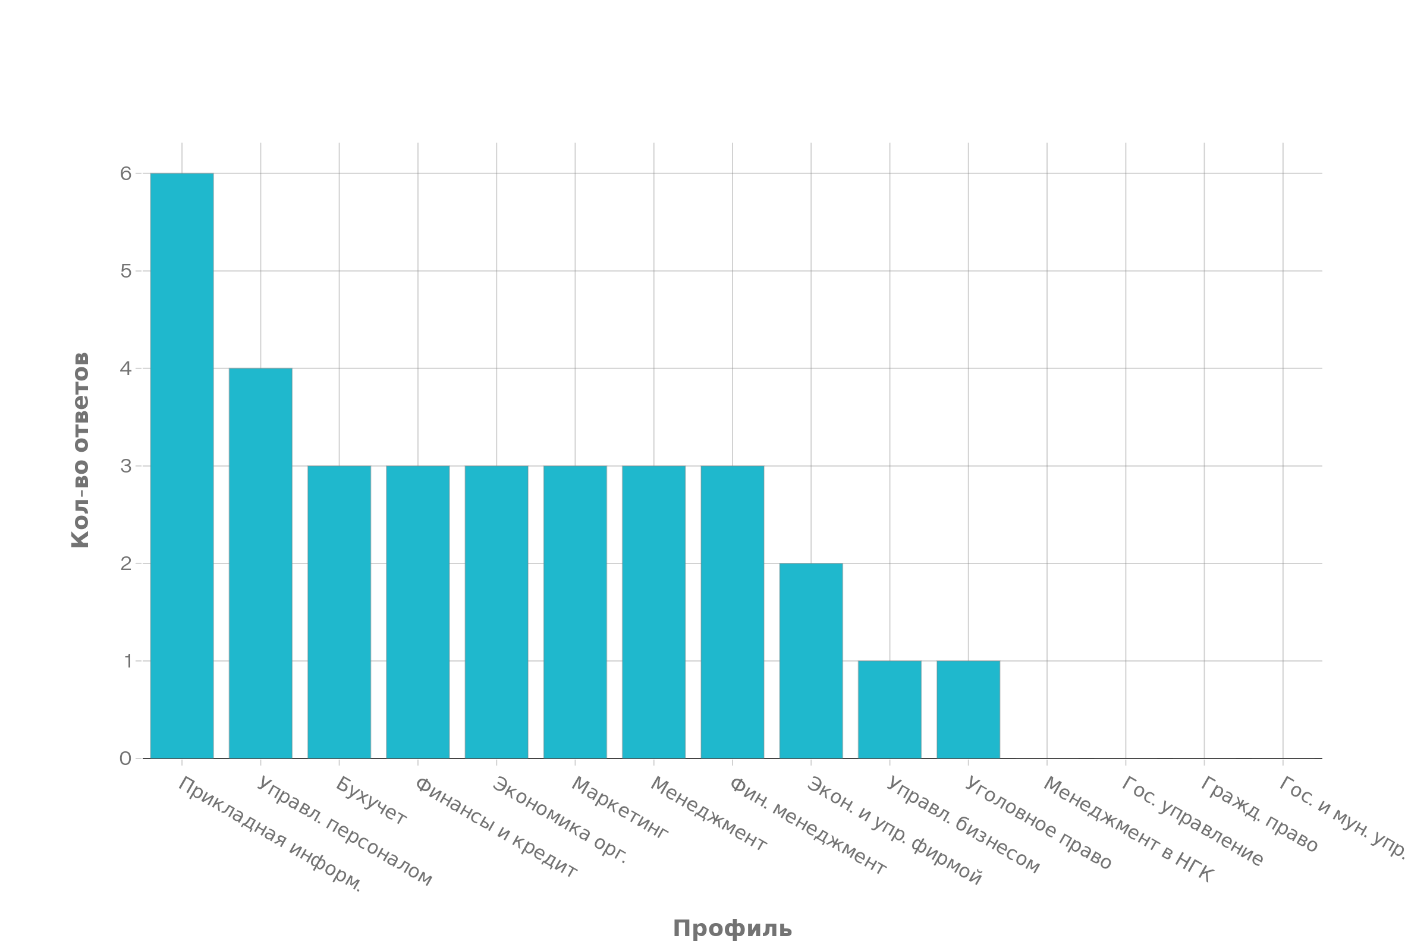 6
5
4
3
2
1
0
Кол-во ответов
Прикладная информ.
Управл. персоналом
Бухучет
Финансы и кредит
Экономика орг.
Маркетинг
Менеджмент
Фин. менеджмент
Экон. и упр. фирмой
Управл. бизнесом
Уголовное право
Менеджмент в НГК
Гос. управление
Гражд. право
Гос. и мун. упр.
Профиль